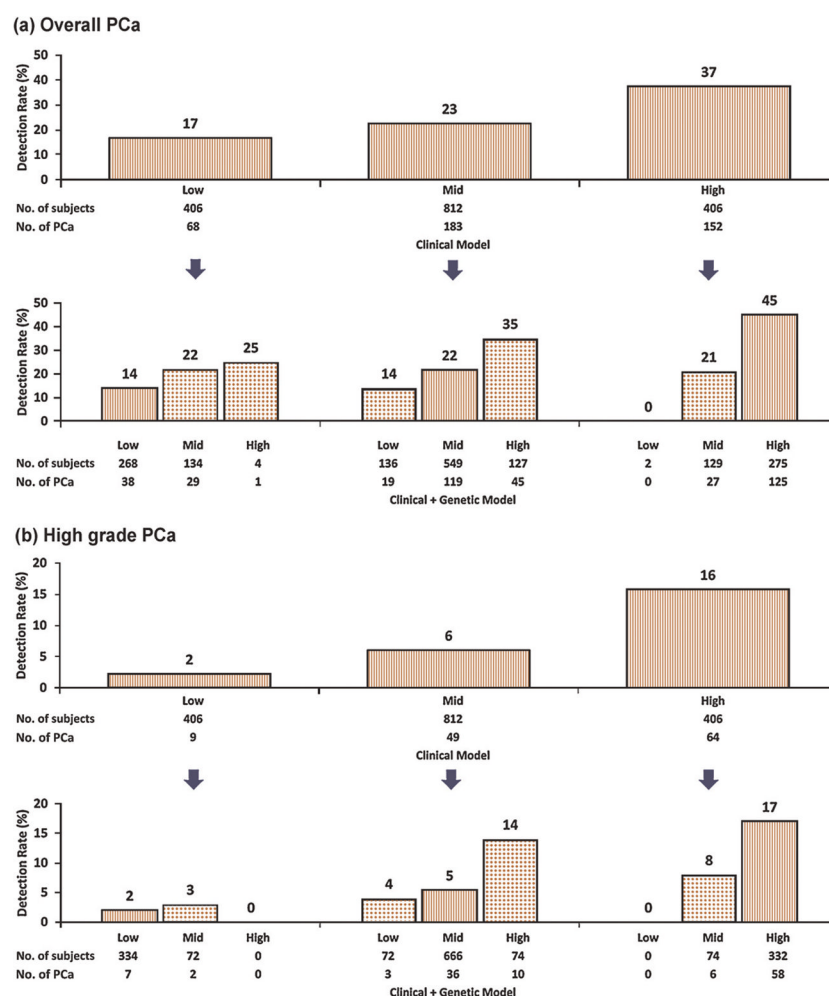 (a) Overall PCa
Detection Rate (%)
50
40
30
20
10
0
17
23
37
Low
Mid
High
No. of subjects
406
812
406
No. of PCa
68
183
152
Clinical Model
Detection Rate (%)
50
40
30
20
10
0
14
22
25
14
22
35
0
21
45
Low Mid High
Low Mid High
Low Mid High
No. of subjects
268 134 4
136 549 127
2 129 275
No. of PCa
38 29 1
19 119 45
0 27 125
Clinical + Genetic Model
(b) High grade PCa
Detection Rate (%)
20
15
10
5
0
2
6
16
Low
Mid
High
No. of subjects
406
812
406
No. of PCa
9
49
64
Clinical Model
Detection Rate (%)
20
15
10
5
0
2
3
0
4
5
14
0
8
17
Low Mid High
Low Mid High
Low Mid High
No. of subjects
334 72 0
72 666 74
0 74 332
No. of PCa
7 2 0
3 36 10
0 6 58
Clinical + Genetic Model